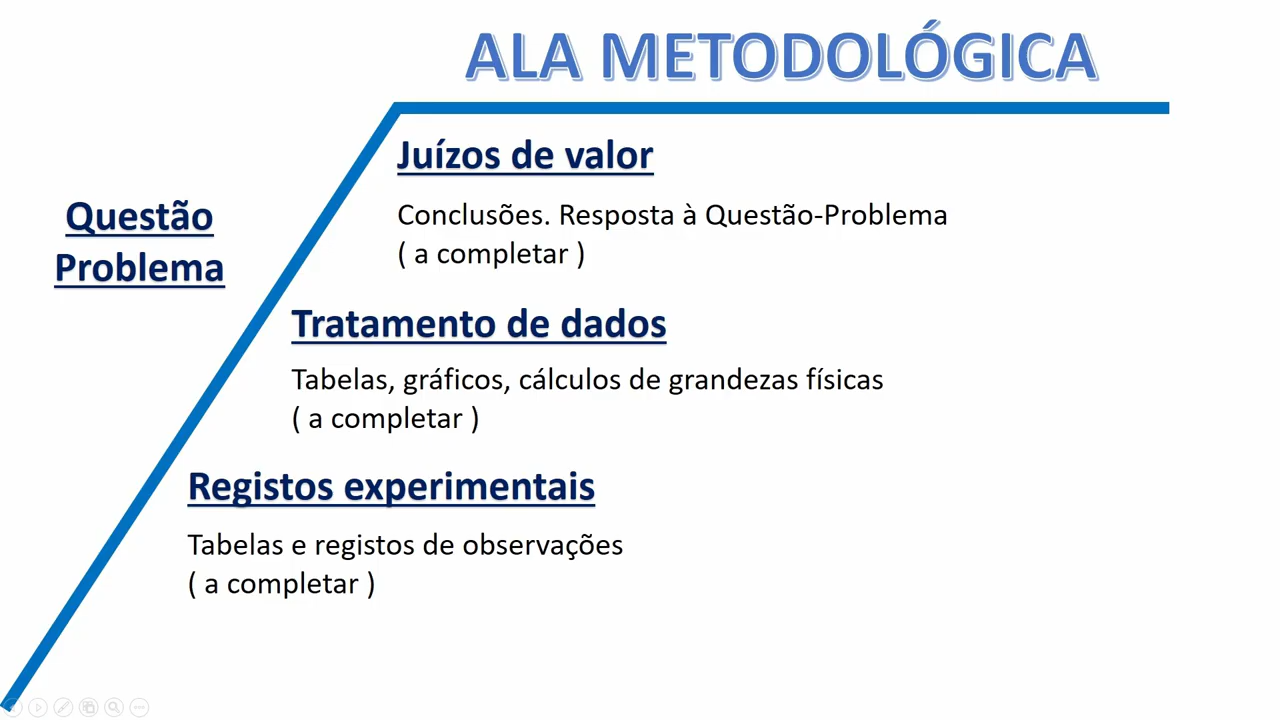 ALA METODOLÓGICA
Juízos de valor
Questão
Problema
Conclusões. Resposta à Questão-Problema
( a completar )
Tratamento de dados
Tabelas, gráficos, cálculos de grandezas físicas
( a completar )
Registos experimentais
Tabelas e registos de observações
( a completar )